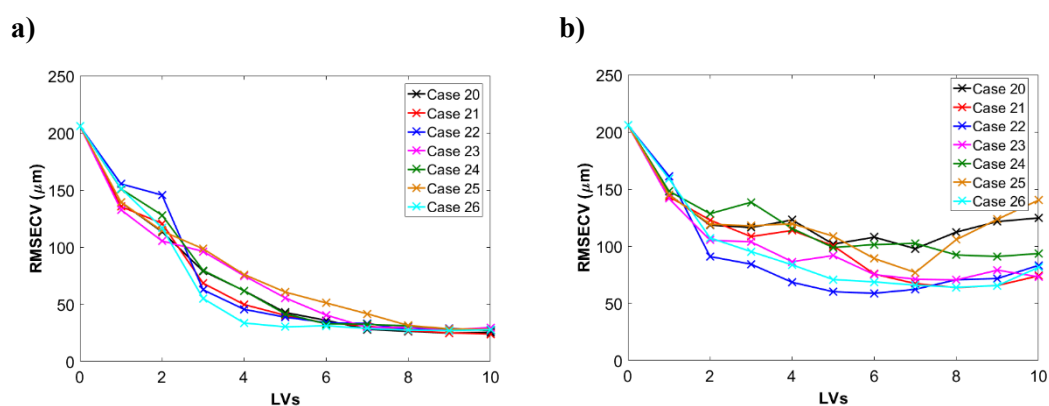 a)
b)
250
200
150
100
50
0
RMSECV (μm)
0 2 4 6 8 10
LVs
Case 20
Case 21
Case 22
Case 23
Case 24
Case 25
Case 26
250
200
150
100
50
0
RMSECV (μm)
0 2 4 6 8 10
LVs
Case 20
Case 21
Case 22
Case 23
Case 24
Case 25
Case 26